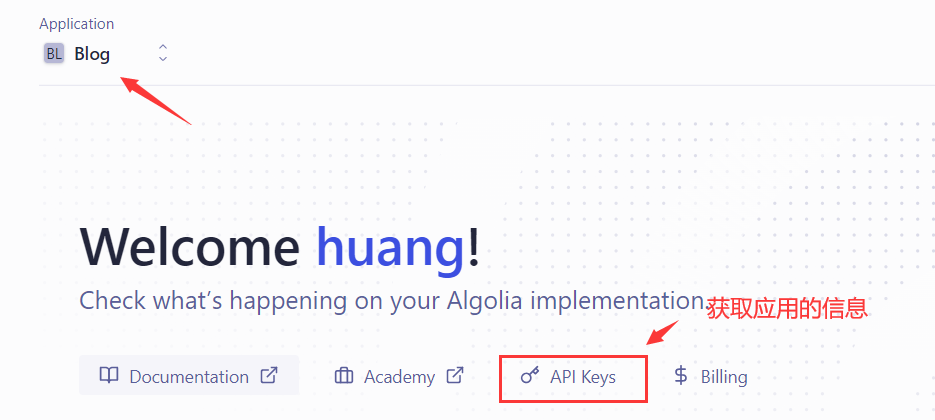 Application
BL Blog
Welcome huang!
Check what’s happening on your Algolia implementation.
获取应用的信息
Documentation Academy API Keys Billing